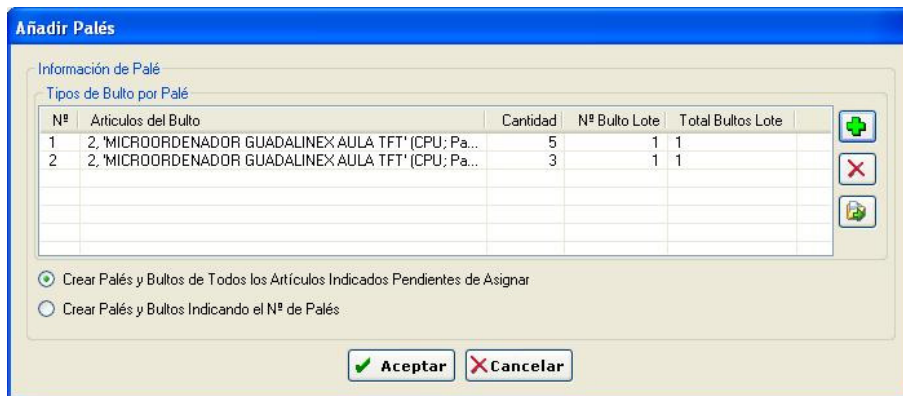 Añadir Palés
Información de Palé
Tipos de Bulto por Palé
Nº Articulos del Bulto Cantidad Nº Bulto Lote Total Bultos Lote
1 2, 'MICROORDENADOR GUADALINEX AULA TFT' (CPU; Pa... 5 1 1
2 2, 'MICROORDENADOR GUADALINEX AULA TFT' (CPU; Pa... 3 1 1
Crear Palés y Bultos de Todos los Artículos Indicados Pendientes de Asignar
Crear Palés y Bultos Indicando el Nº de Palés
Aceptar Cancelar